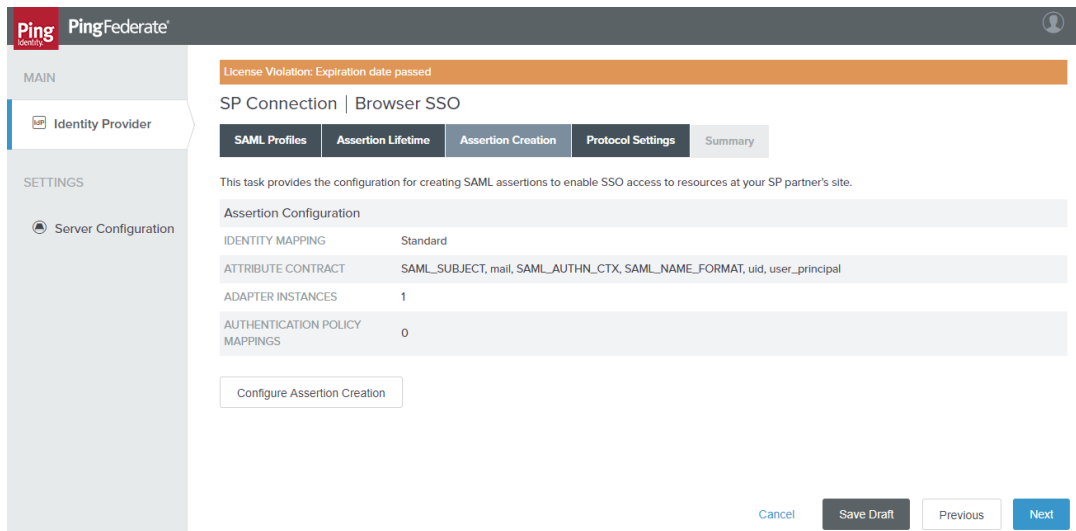 Ping
Identity.
PingFederate®
MAIN
License Violation: Expiration date passed
SP Connection | Browser SSO
IdP Identity Provider
SAML Profiles Assertion Lifetime Assertion Creation Protocol Settings Summary
SETTINGS
This task provides the configuration for creating SAML assertions to enable SSO access to resources at your SP partner's site.
Assertion Configuration
Server Configuration
IDENTITY MAPPING Standard
ATTRIBUTE CONTRACT SAML_SUBJECT, mail, SAML_AUTHN_CTX, SAML_NAME_FORMAT, uid, user_principal
ADAPTER INSTANCES 1
AUTHENTICATION POLICY
MAPPINGS 0
Configure Assertion Creation
Cancel Save Draft Previous Next